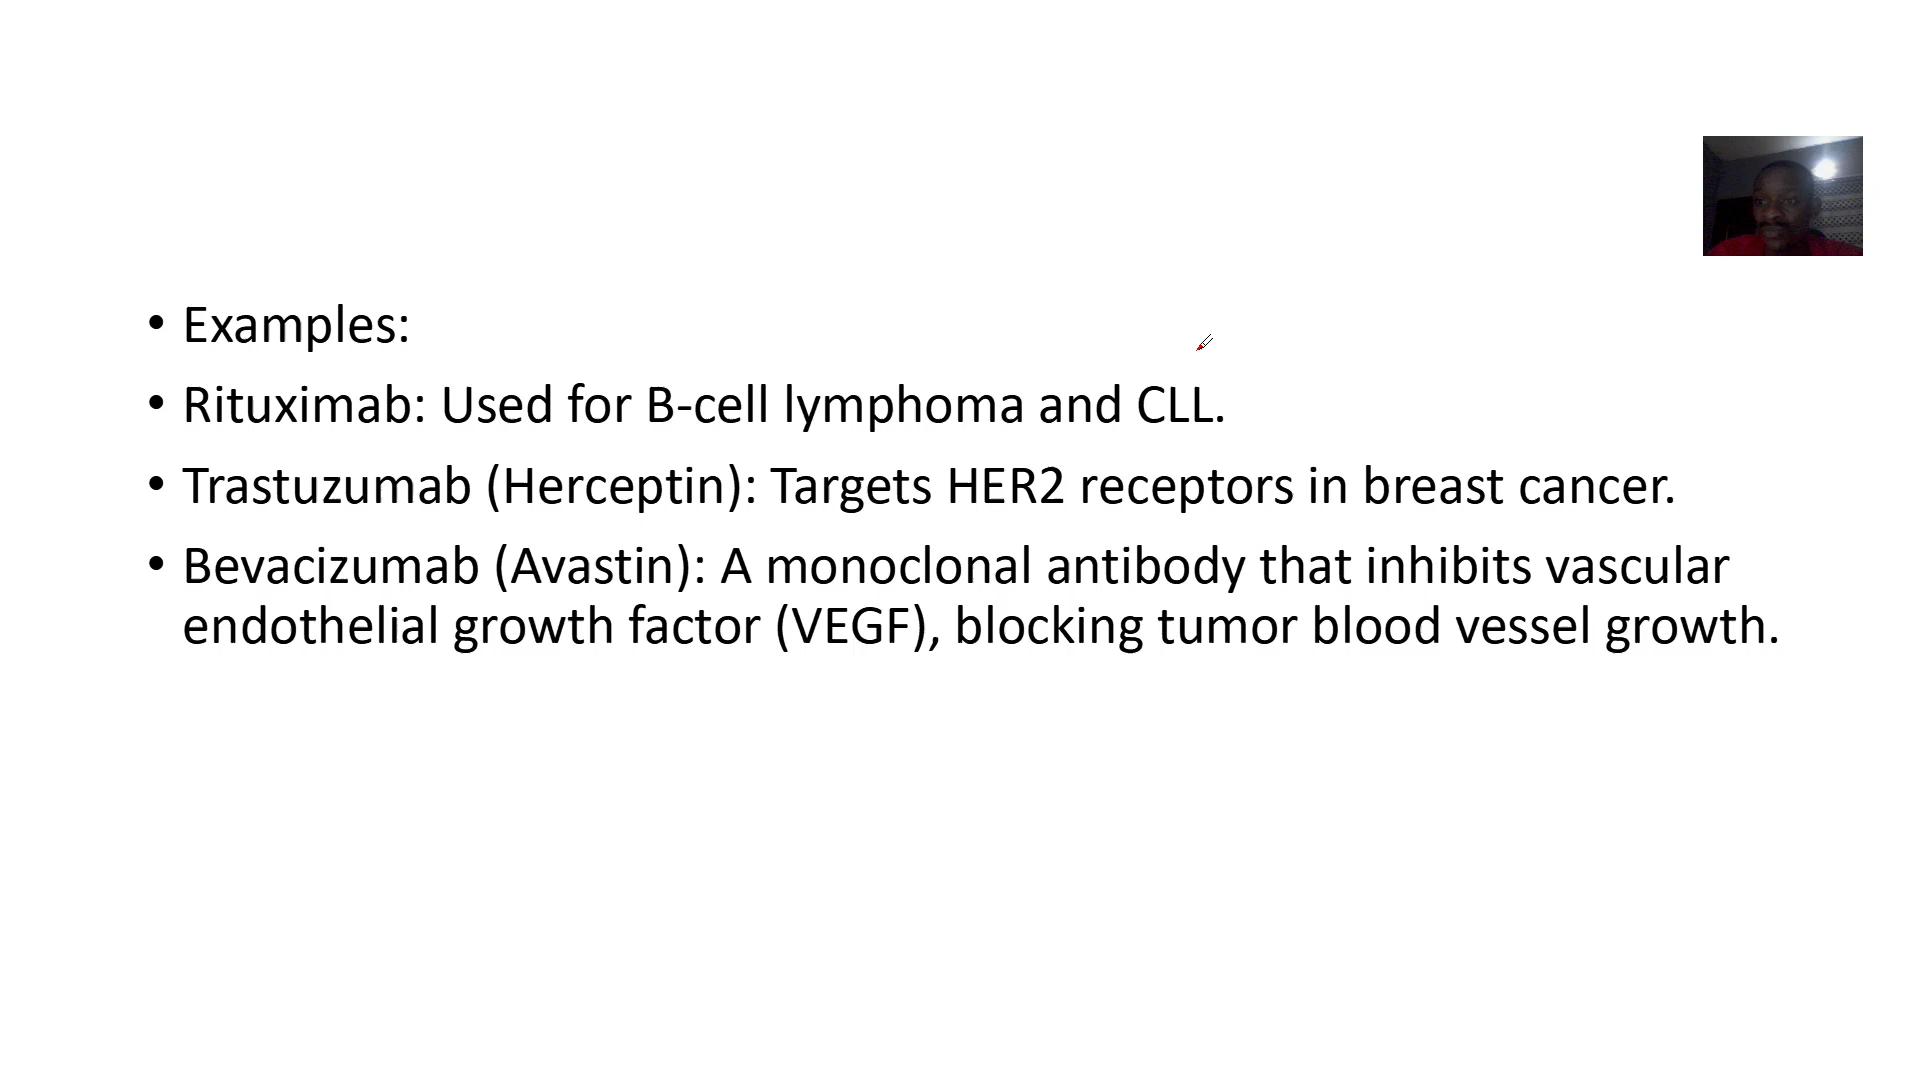 • Examples:
• Rituximab: Used for B-cell lymphoma and CLL.
• Trastuzumab (Herceptin): Targets HER2 receptors in breast cancer.
• Bevacizumab (Avastin): A monoclonal antibody that inhibits vascular
endothelial growth factor (VEGF), blocking tumor blood vessel growth.